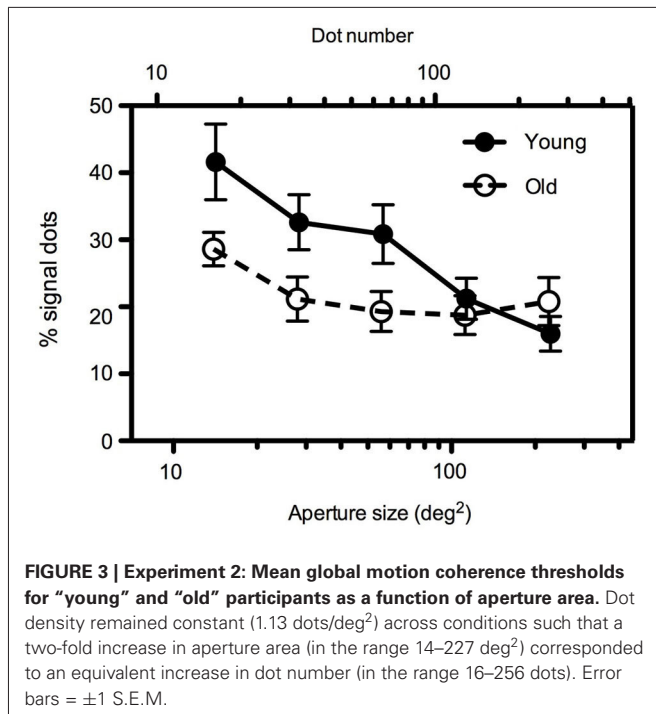 Dot number
10 100
50
40
30
20
10
0
% signal dots
Young
Old
10 100
Aperture size (deg²)
FIGURE 3 | Experiment 2: Mean global motion coherence thresholds
for “young” and “old” participants as a function of aperture area. Dot
density remained constant (1.13 dots/deg²) across conditions such that a
two-fold increase in aperture area (in the range 14–227 deg²) corresponded
to an equivalent increase in dot number (in the range 16–256 dots). Error
bars = ±1 S.E.M.